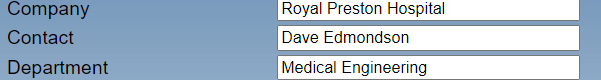 Company Royal Preston Hospital
Contact Dave Edmondson
Department Medical Engineering